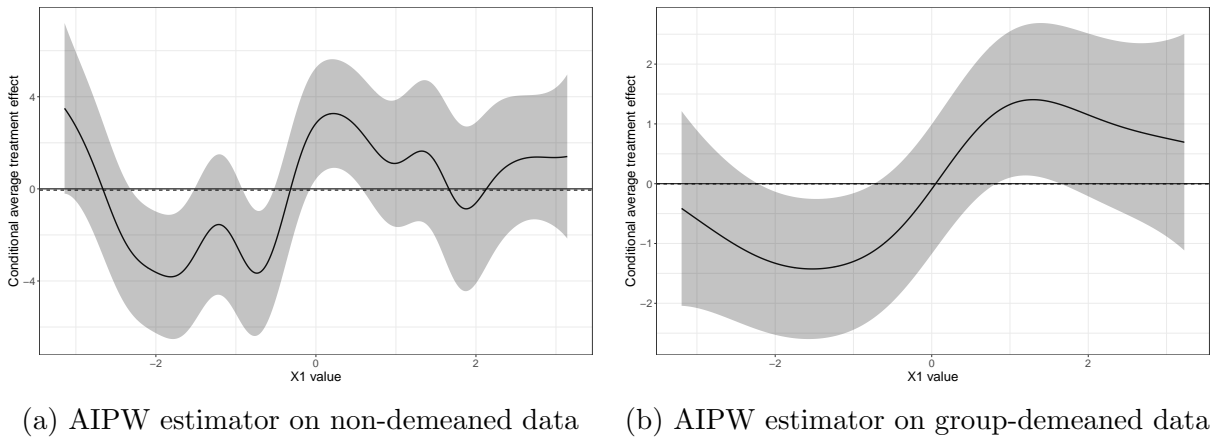 Conditional average treatment effect
4
0
−4
−2
0
2
X1 value
Conditional average treatment effect
2
1
0
−1
−2
−2
0
2
X1 value
(a) AIPW estimator on non-demeaned data
(b) AIPW estimator on group-demeaned data